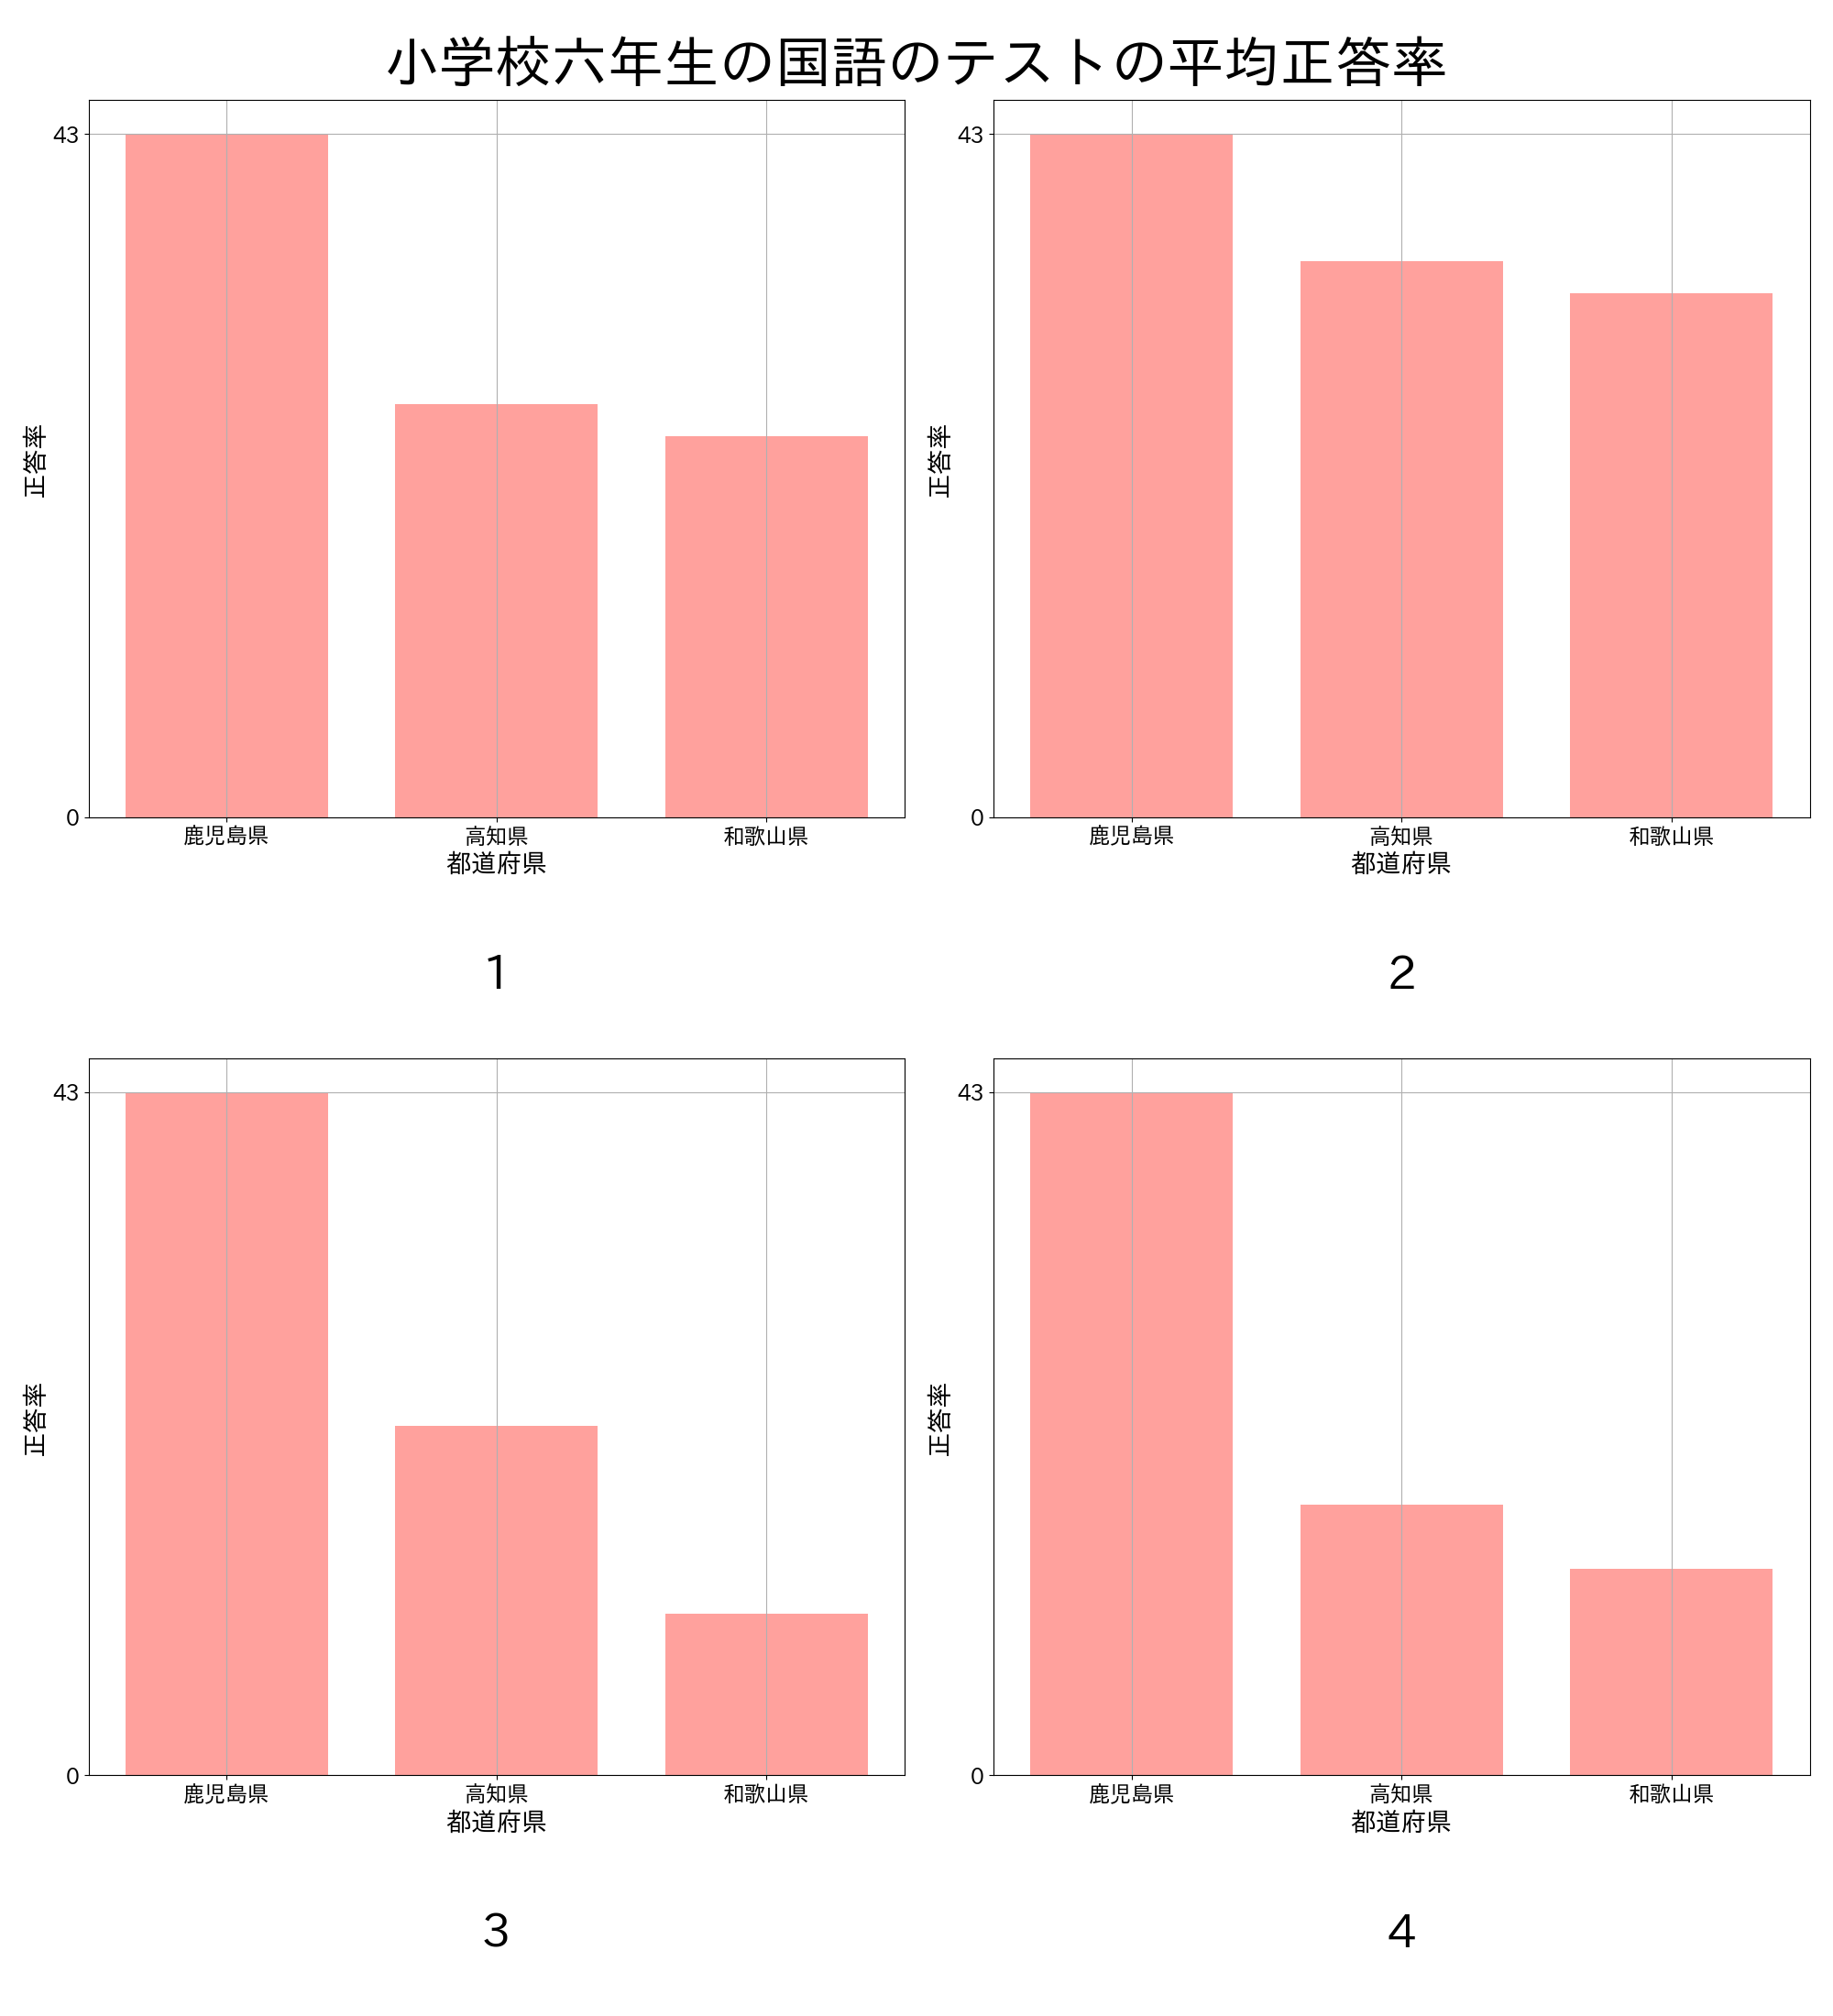 小学校六年生の国語のテストの平均正答率
43
0
正答率
鹿児島県 高知県 和歌山県
都道府県
1
43
0
正答率
鹿児島県 高知県 和歌山県
都道府県
2
43
0
正答率
鹿児島県 高知県 和歌山県
都道府県
3
43
0
正答率
鹿児島県 高知県 和歌山県
都道府県
4